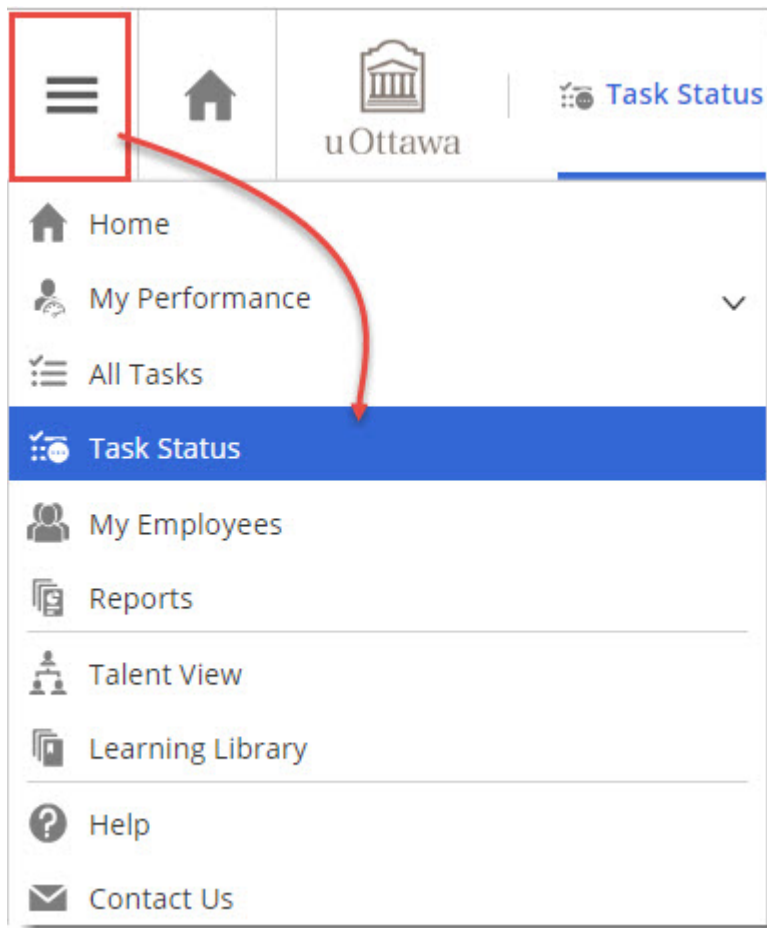 uOttawa
Task Status
Home
My Performance
All Tasks
Task Status
My Employees
Reports
Talent View
Learning Library
Help
Contact Us